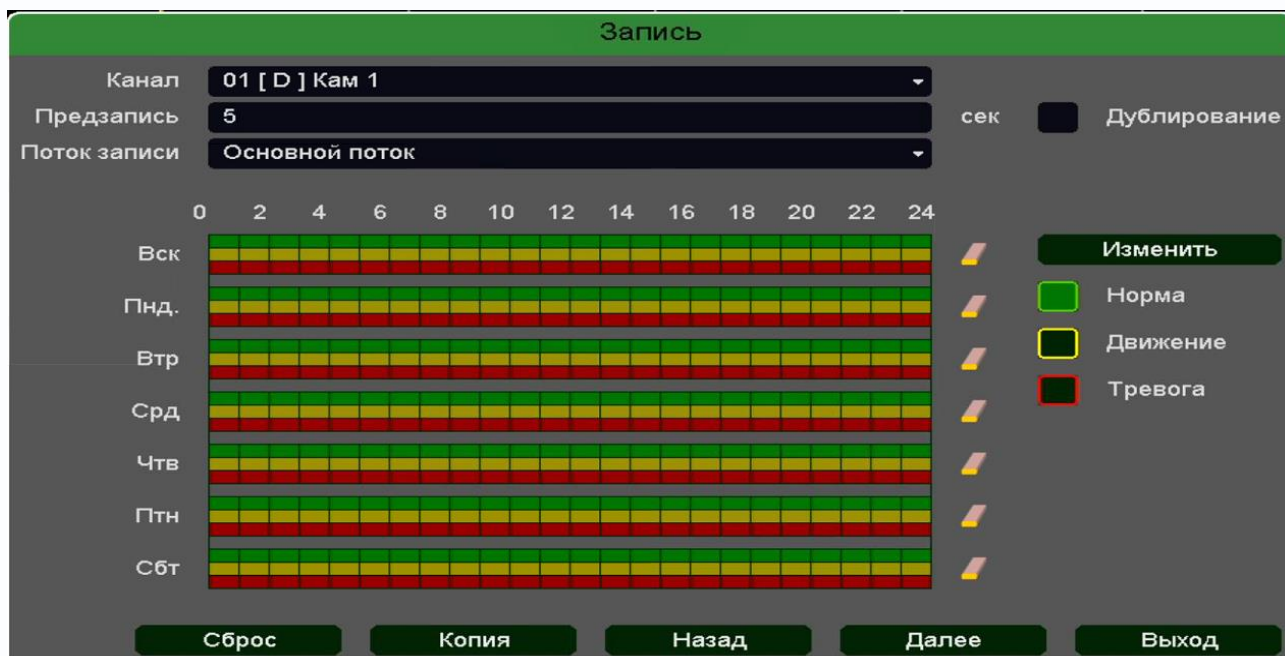 Запись
Канал 01 [ D ] Кам 1
Предзапись 5 сек Дублирование
Поток записи Основной поток
0 2 4 6 8 10 12 14 16 18 20 22 24
Вск Изменить
Пнд. Норма
Втр Движение
Срд Тревога
Чтв
Птн
Сбт
Сброс Копия Назад Далее Выход